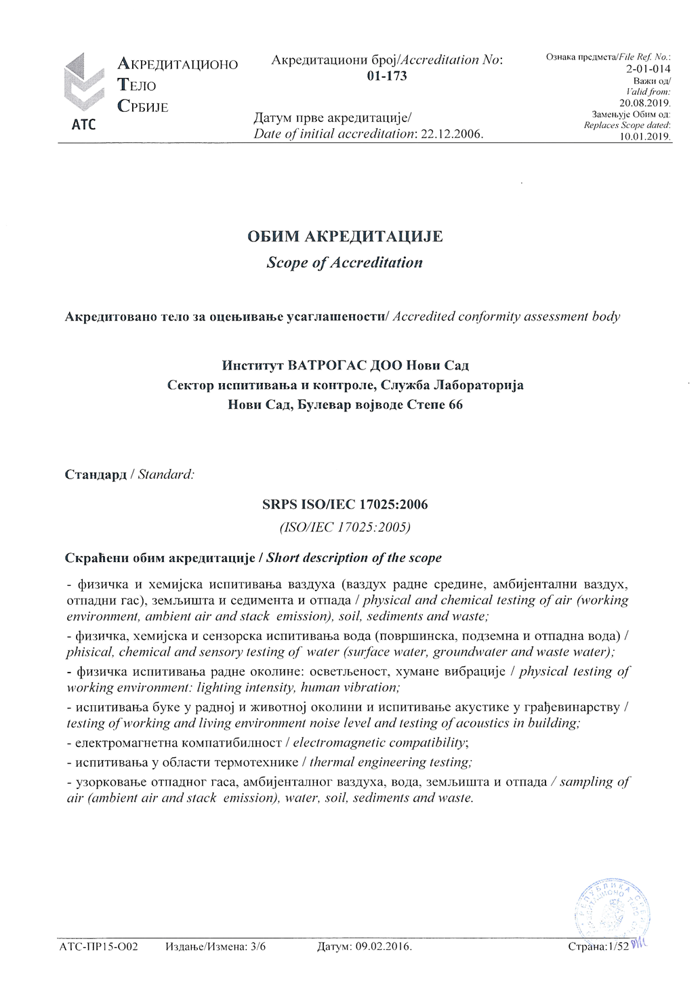 АКРЕДИТАЦИОНО
ТЕЛО
СРБИЈЕ
АТС
Акредитациони број/Accreditation No:
01-173
Датум прве акредитације/
Date of initial accreditation: 22.12.2006.
Ознака предмета/File Ref. No.:
2-01-014
Важи од/
Valid from:
20.08.2019.
Замењује Обим од:
Replaces Scope dated:
10.01.2019.
ОБИМ АКРЕДИТАЦИЈЕ
Scope of Accreditation
Акредитовано тело за оцењивање усаглашености/ Accredited conformity assessment body
Институт ВАТРОГАС ДОО Нови Сад
Сектор испитивања и контроле, Служба Лабораторија
Нови Сад, Булевар војводе Степе 66
Стандард / Standard:
SRPS ISO/IEC 17025:2006
(ISO/IEC 17025:2005)
Скраћени обим акредитације / Short description of the scope
- физичка и хемијска испитивања ваздуха (ваздух радне средине, амбијентални ваздух,
отпадни гас), земљишта и седимента и отпада / physical and chemical testing of air (working
environment, ambient air and stack emission), soil, sediments and waste;
- физичка, хемијска и сензорска испитивања вода (површинска, подземна и отпадна вода) /
phisical, chemical and sensory testing of water (surface water, groundwater and waste water);
- физичка испитивања радне околине: осветљеност, хумане вибрације / physical testing of
working environment: lighting intensity, human vibration;
- испитивања буке у радној и животној околини и испитивање акустике у грађевинарству /
testing of working and living environment noise level and testing of acoustics in building;
- електромагнетна компатибилност / electromagnetic compatibility;
- испитивања у области термотехнике / thermal engineering testing;
- узорковање отпадног гаса, амбијенталног ваздуха, вода, земљишта и отпада / sampling of
air (ambient air and stack emission), water, soil, sediments and waste.
АТС-ПР15-О02 Издање/Измена: 3/6 Датум: 09.02.2016. Страна:1/52